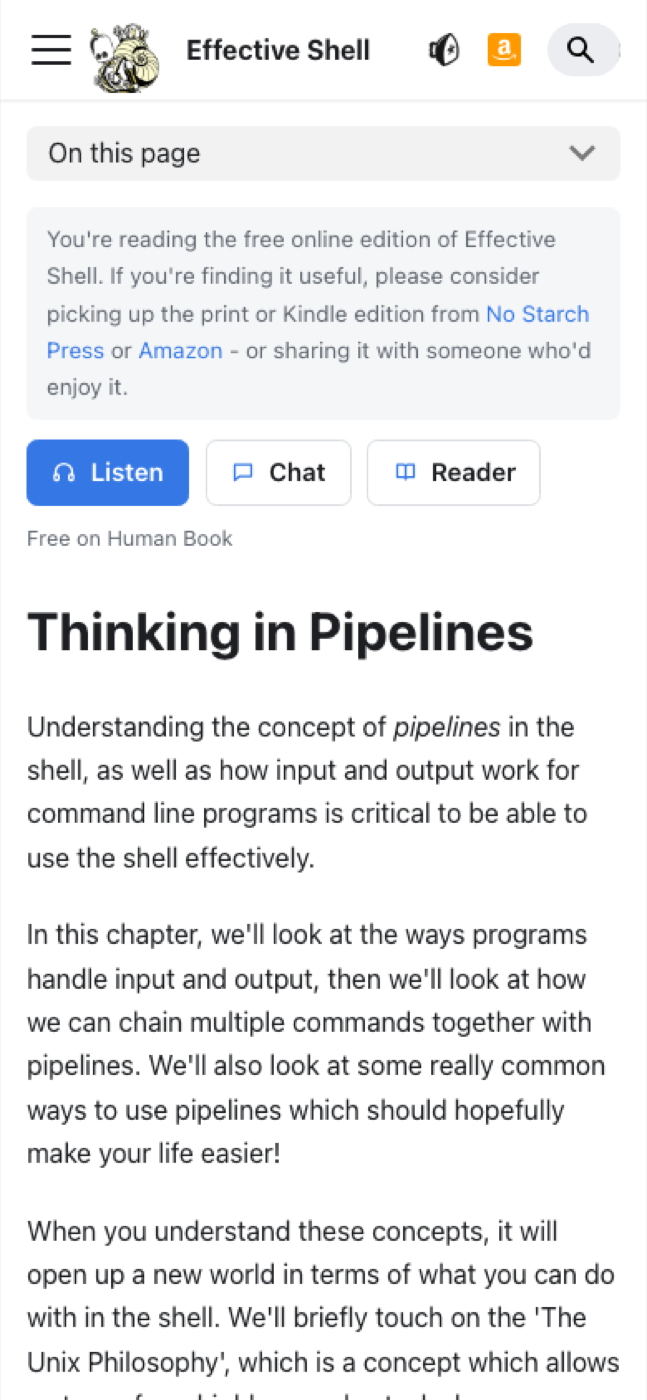 Effective Shell
On this page
You're reading the free online edition of Effective
Shell. If you're finding it useful, please consider
picking up the print or Kindle edition from No Starch
Press or Amazon - or sharing it with someone who'd
enjoy it.
Listen Chat Reader
Free on Human Book
Thinking in Pipelines
Understanding the concept of pipelines in the
shell, as well as how input and output work for
command line programs is critical to be able to
use the shell effectively.
In this chapter, we'll look at the ways programs
handle input and output, then we'll look at how
we can chain multiple commands together with
pipelines. We'll also look at some really common
ways to use pipelines which should hopefully
make your life easier!
When you understand these concepts, it will
open up a new world in terms of what you can do
with in the shell. We'll briefly touch on the 'The
Unix Philosophy', which is a concept which allows